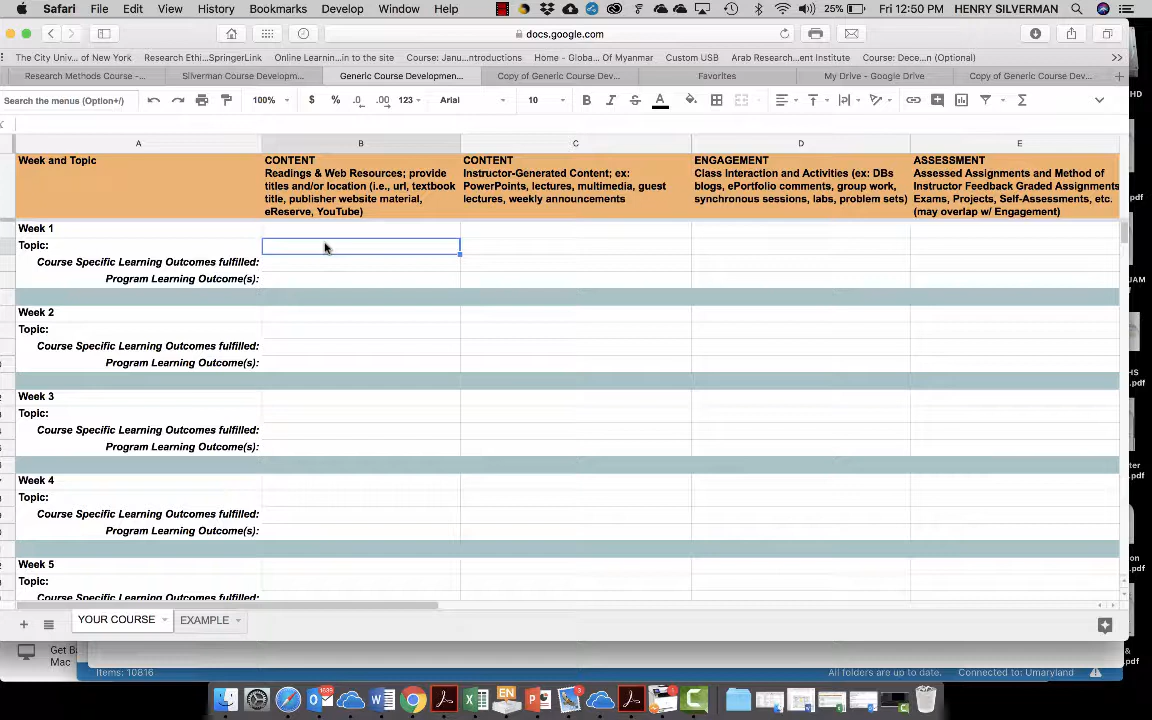 Safari File Edit View History Bookmarks Develop Window Help 25% Fri 12:50 PM HENRY SILVERMAN
docs.google.com
The City Univ... of New York Research Ethi...SpringerLink Online Learnin...in to the site Course: Janu...ntroductions Home - Globa... Of Myanmar Custom USB Arab Research...ent Institute Course: Dece...n (Optional)
Research Methods Course -... Silverman Course Developm... Generic Course Developmen... Copy of Generic Course Dev... Favorites My Drive - Google Drive Copy of Generic Course Dev...
Search the menus (Option+/) 100% $ % .0 .00 123 Arial 10 B I S A
A B C D E
Week and Topic
CONTENT
Readings & Web Resources; provide
titles and/or location (i.e., url, textbook
title, publisher website material,
eReserve, YouTube)
CONTENT
Instructor-Generated Content; ex:
PowerPoints, lectures, multimedia, guest
lectures, weekly announcements
ENGAGEMENT
Class Interaction and Activities (ex: DBs
blogs, ePortfolio comments, group work,
synchronous sessions, labs, problem sets)
ASSESSMENT
Assessed Assignments and Method of
Instructor Feedback Graded Assignments
Exams, Projects, Self-Assessments, etc.
(may overlap w/ Engagement)
Week 1
Topic:
Course Specific Learning Outcomes fulfilled:
Program Learning Outcome(s):
Week 2
Topic:
Course Specific Learning Outcomes fulfilled:
Program Learning Outcome(s):
Week 3
Topic:
Course Specific Learning Outcomes fulfilled:
Program Learning Outcome(s):
Week 4
Topic:
Course Specific Learning Outcomes fulfilled:
Program Learning Outcome(s):
Week 5
Topic:
Course Specific Learning Outcomes fulfilled:
YOUR COURSE EXAMPLE
Get B
Mac
Items: 10816 All folders are up to date. Connected to: Umaryland